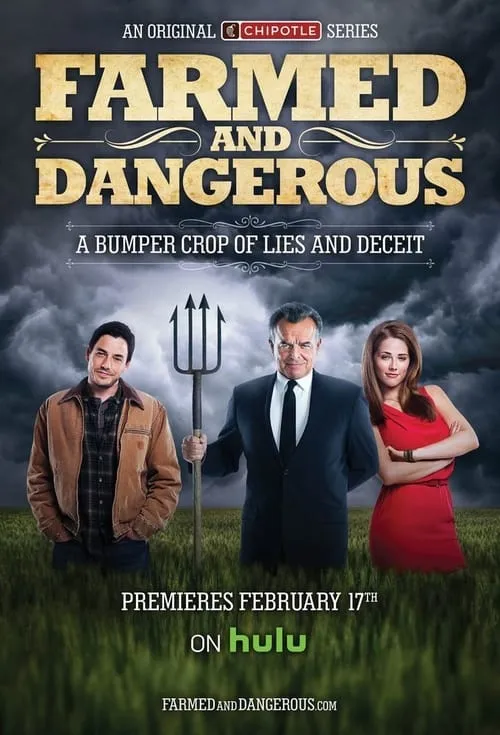 AN ORIGINAL CHIPOTLE SERIES
FARMED
AND
DANGEROUS
A BUMPER CROP OF LIES AND DECEIT
PREMIERES FEBRUARY 17TH
ON hulu
FARMEDANDDANGEROUS.COM